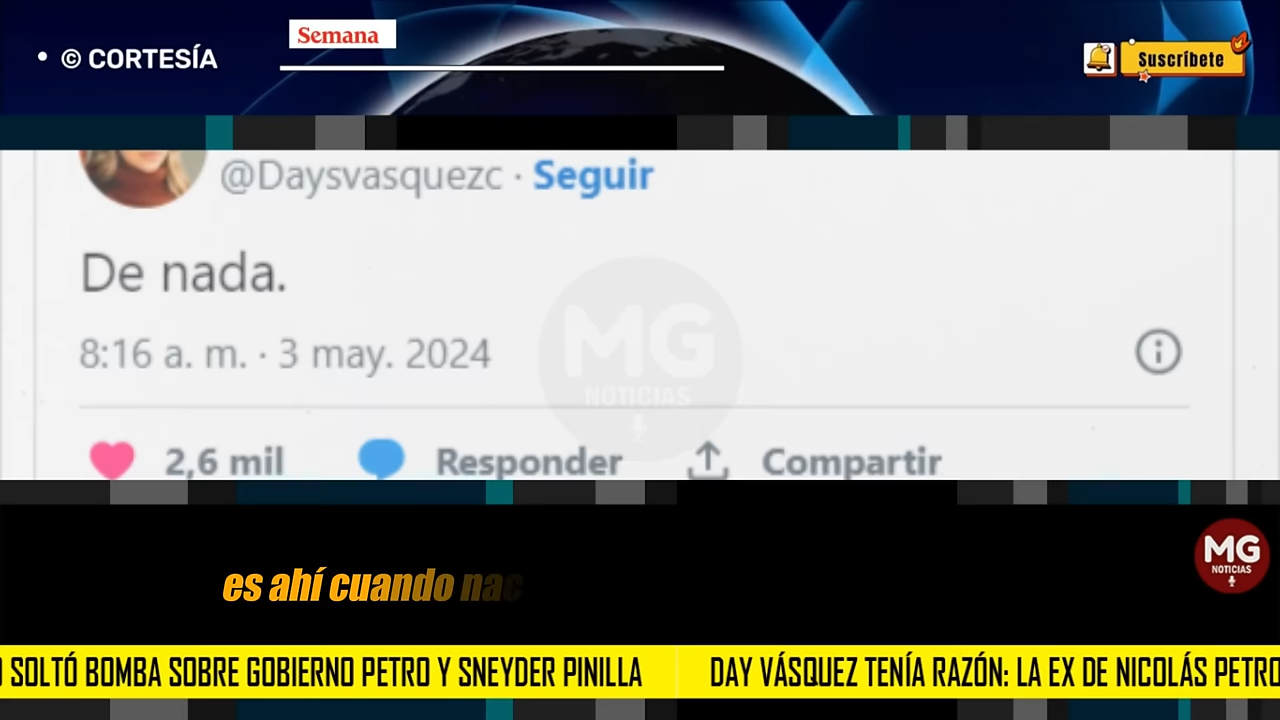 Semana
• © CORTESÍA
Suscríbete
@Daysvasquezc · Seguir
De nada.
MG
NOTICIAS
8:16 a. m. · 3 may. 2024
2,6 mil Responder Compartir
MG
NOTICIAS
es ahí cuando nac
O SOLTÓ BOMBA SOBRE GOBIERNO PETRO Y SNEYDER PINILLA DAY VÁSQUEZ TENÍA RAZÓN: LA EX DE NICOLÁS PETRO